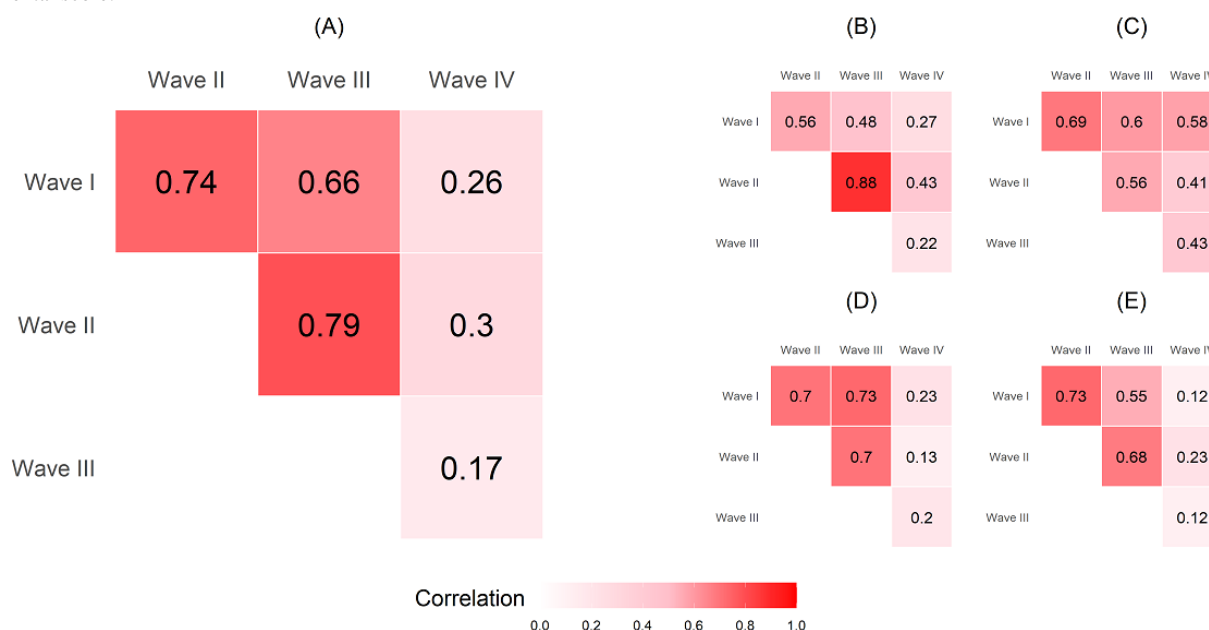 (A)
Wave II Wave III Wave IV
Wave I 0.74 0.66 0.26
Wave II 0.79 0.3
Wave III 0.17
(B)
Wave II Wave III Wave IV
Wave I 0.56 0.48 0.27
Wave II 0.88 0.43
Wave III 0.22
(C)
Wave II Wave III Wave IV
Wave I 0.69 0.6 0.58
Wave II 0.56 0.41
Wave III 0.43
(D)
Wave II Wave III Wave IV
Wave I 0.7 0.73 0.23
Wave II 0.7 0.13
Wave III 0.2
(E)
Wave II Wave III Wave IV
Wave I 0.73 0.55 0.12
Wave II 0.68 0.23
Wave III 0.12
Correlation
0.0 0.2 0.4 0.6 0.8 1.0